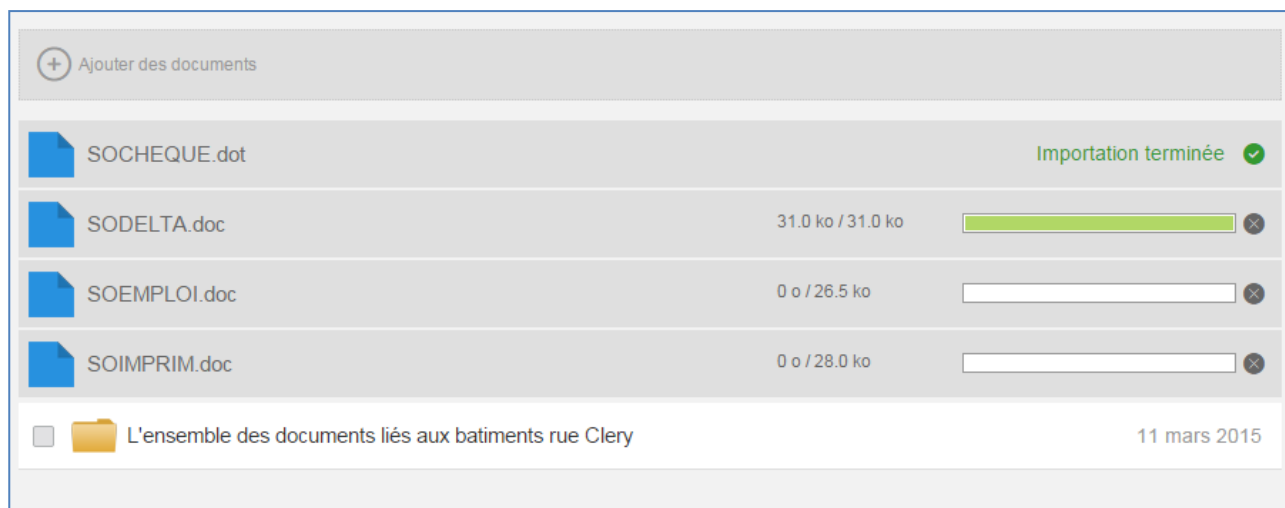 Ajouter des documents
SOCHEQUE.dot Importation terminée
SODELTA.doc 31.0 ko / 31.0 ko
SOEMPLOI.doc 0 o / 26.5 ko
SOIMPRIM.doc 0 o / 28.0 ko
L'ensemble des documents liés aux batiments rue Clery 11 mars 2015